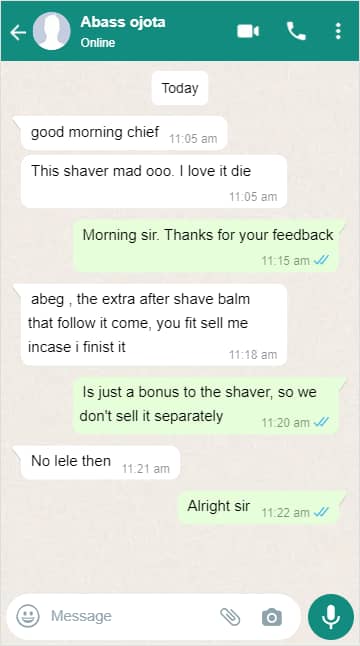 Abass ojota
Online
Today
good morning chief 11:05 am
This shaver mad ooo. I love it die
11:05 am
Morning sir. Thanks for your feedback
11:15 am
abeg , the extra after shave balm
that follow it come, you fit sell me
incase i finist it
11:18 am
Is just a bonus to the shaver, so we
don't sell it separately 11:20 am
No lele then 11:21 am
Alright sir 11:22 am
Message